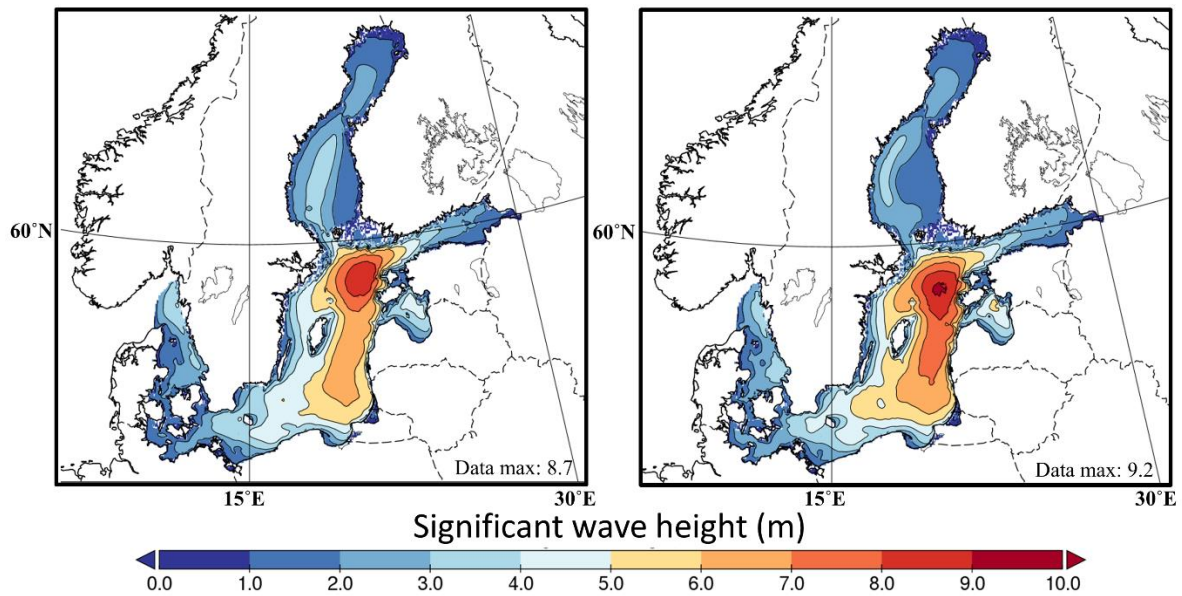 60°N
60°N
Data max: 8.7
Data max: 9.2
15°E
30°E
15°E
30°E
Significant wave height (m)
0.0 1.0 2.0 3.0 4.0 5.0 6.0 7.0 8.0 9.0 10.0